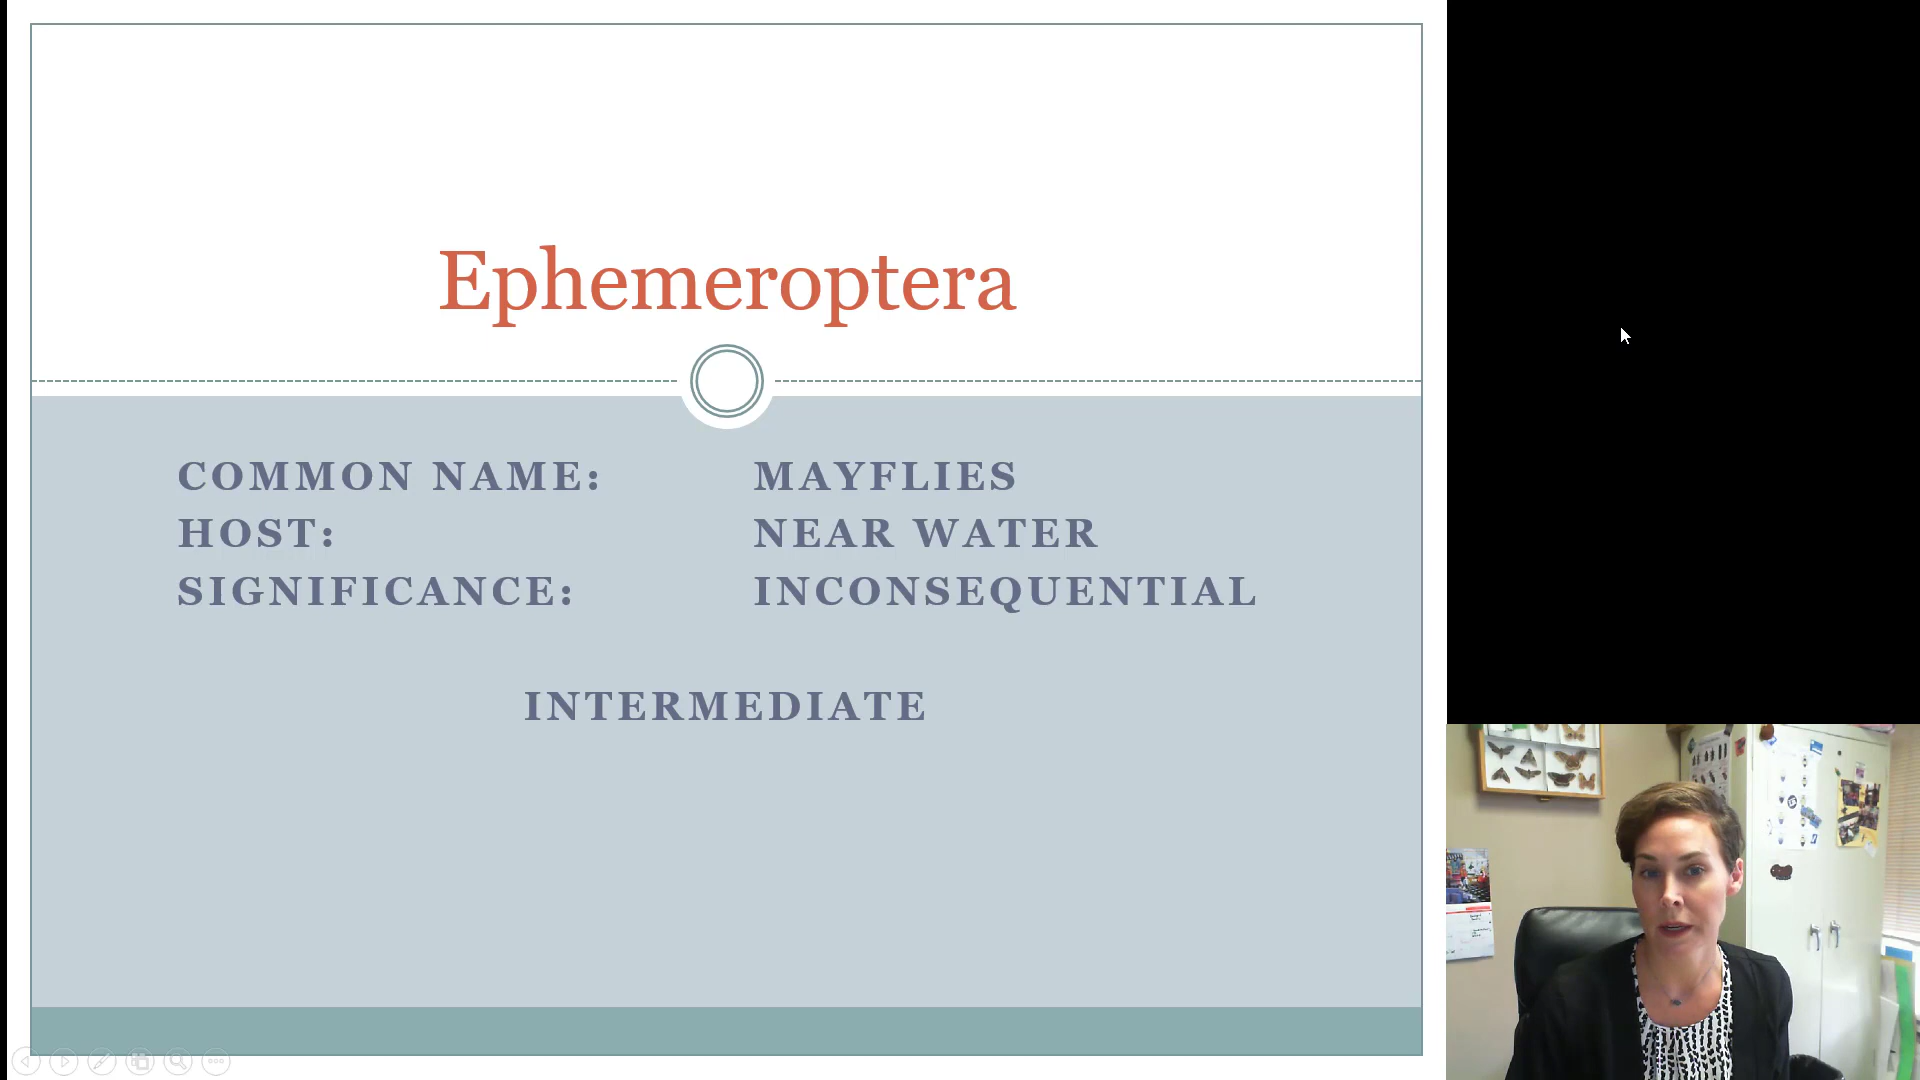 Ephemeroptera
COMMON NAME: MAYFLIES
HOST: NEAR WATER
SIGNIFICANCE: INCONSEQUENTIAL
INTERMEDIATE